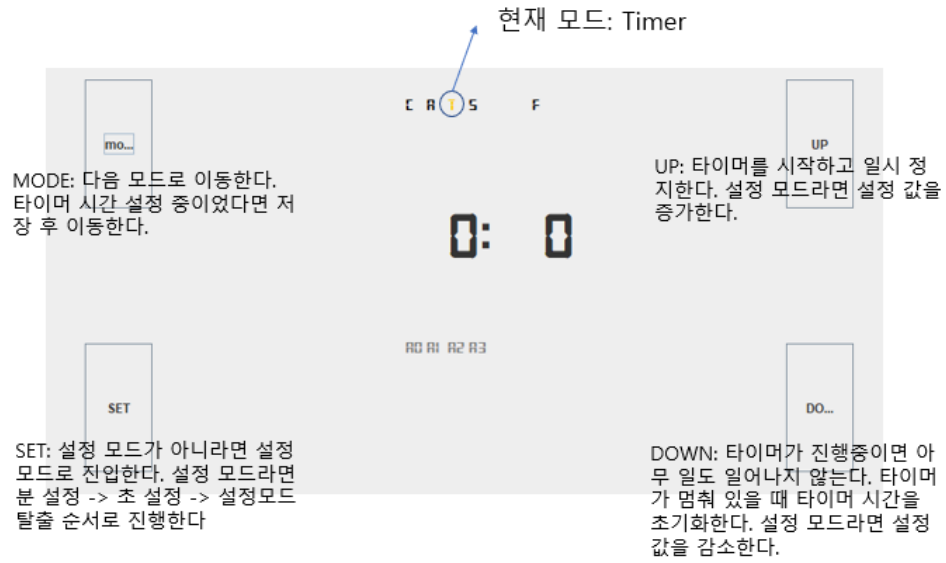 현재 모드: Timer
C A T S F
mo...
UP
MODE: 다음 모드로 이동한다.
타이머 시간 설정 중이었다면 저
장 후 이동한다.
UP: 타이머를 시작하고 일시 정
지한다. 설정 모드라면 설정 값을
증가한다.
0: 0
A0 A1 A2 A3
SET
DO...
SET: 설정 모드가 아니라면 설정
모드로 진입한다. 설정 모드라면
분 설정 -> 초 설정 -> 설정모드
탈출 순서로 진행한다
DOWN: 타이머가 진행중이면 아
무 일도 일어나지 않는다. 타이머
가 멈춰 있을 때 타이머 시간을
초기화한다. 설정 모드라면 설정
값을 감소한다.